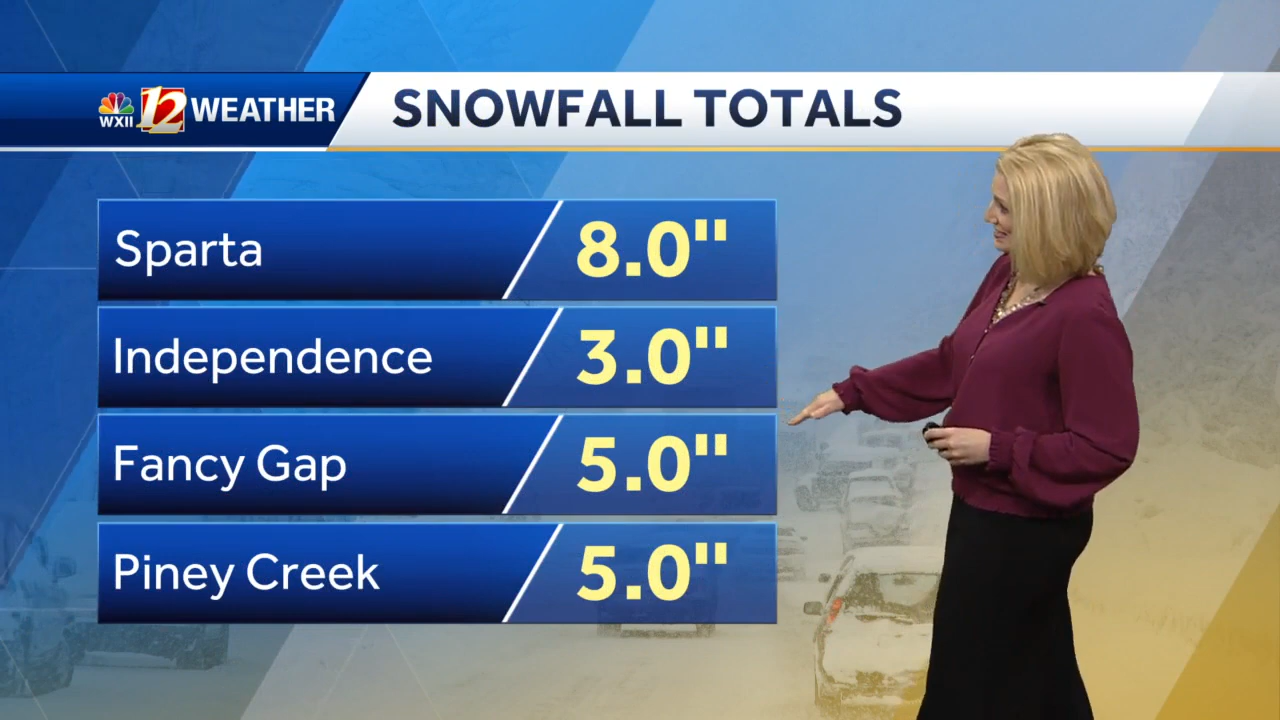 WXII 12 WEATHER
SNOWFALL TOTALS
Sparta 8.0"
Independence 3.0"
Fancy Gap 5.0"
Piney Creek 5.0"